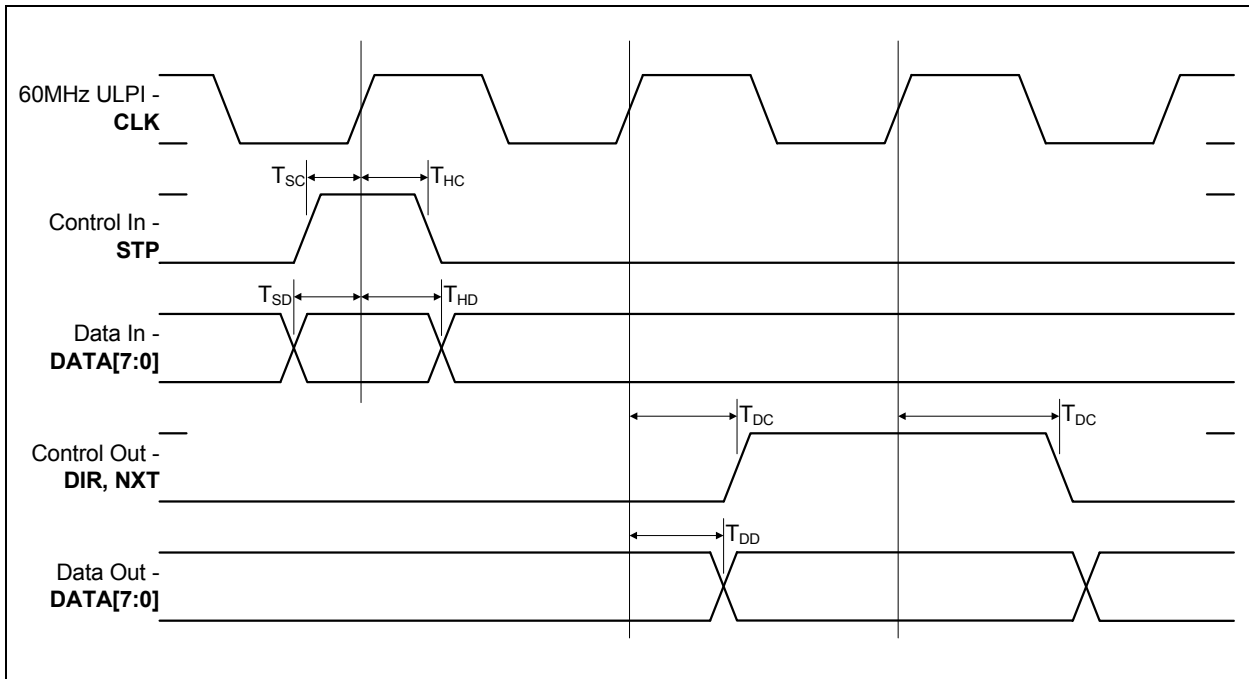 60MHz ULPI -
CLK
T_SC
T_HC
Control In -
STP
T_SD
T_HD
Data In -
DATA[7:0]
T_DC
T_DC
Control Out -
DIR, NXT
T_DD
Data Out -
DATA[7:0]